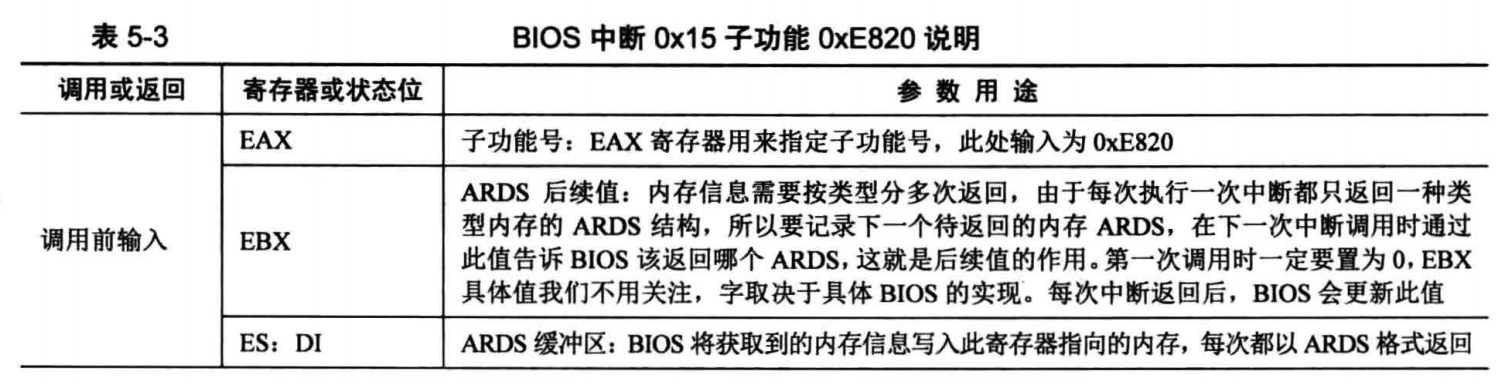 表 5-3 BIOS 中断 0x15 子功能 0xE820 说明
调用或返回 寄存器或状态位 参 数 用 途
调用前输入
EAX 子功能号：EAX 寄存器用来指定子功能号，此处输入为 0xE820
EBX
ARDS 后续值：内存信息需要按类型分多次返回，由于每次执行一次中断都只返回一种类
型内存的 ARDS 结构，所以要记录下一个待返回的内存 ARDS，在下一次中断调用时通过
此值告诉 BIOS 该返回哪个 ARDS，这就是后续值的作用。第一次调用时一定要置为 0，EBX
具体值我们不用关注，字取决于具体 BIOS 的实现。每次中断返回后，BIOS 会更新此值
ES：DI ARDS 缓冲区：BIOS 将获取到的内存信息写入此寄存器指向的内存，每次都以 ARDS 格式返回